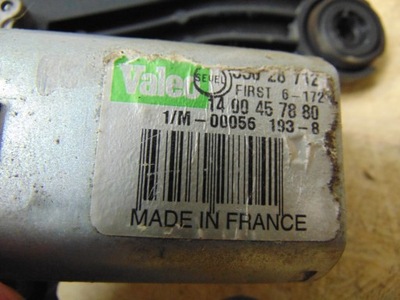 Valeo SEVEL 530 28 712
FIRST 6-172
14 00 45 78 80
1/M-00056 193-8
MADE IN FRANCE